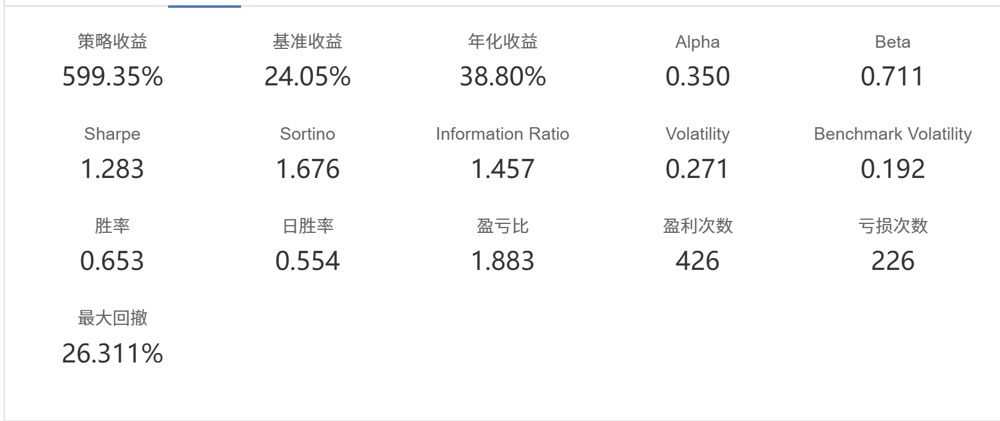 策略收益 基准收益 年化收益 Alpha Beta
599.35% 24.05% 38.80% 0.350 0.711
Sharpe Sortino Information Ratio Volatility Benchmark Volatility
1.283 1.676 1.457 0.271 0.192
胜率 日胜率 盈亏比 盈利次数 亏损次数
0.653 0.554 1.883 426 226
最大回撤
26.311%